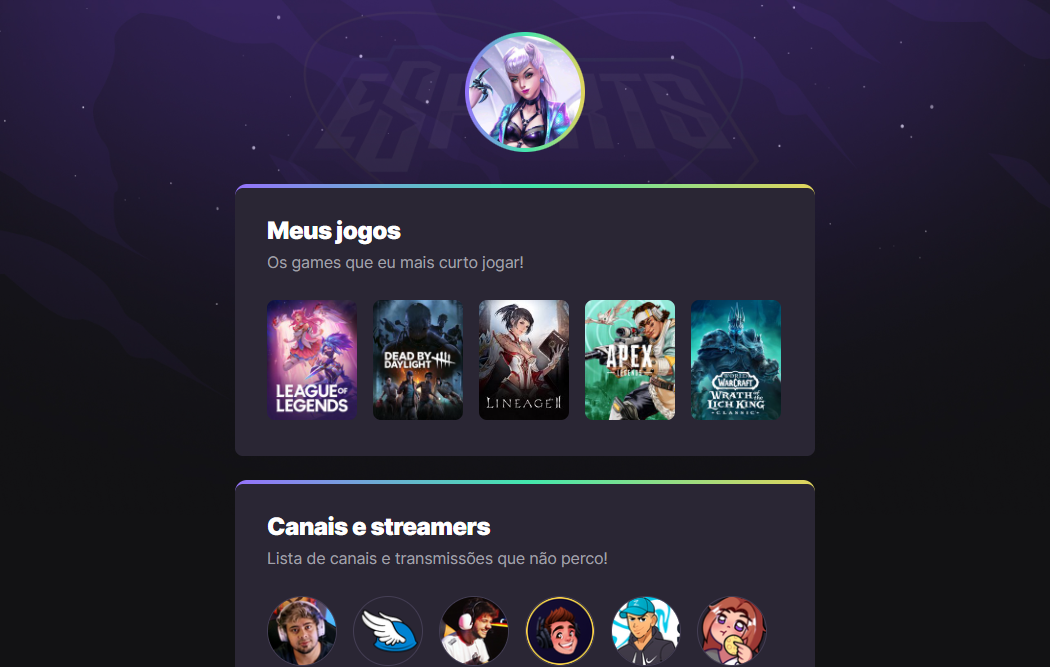 ESPORTS
Meus jogos
Os games que eu mais curto jogar!
LEAGUE OF
LEGENDS
DEAD BY
DAYLIGHT
LINEAGE II
APEX
LEGENDS
WORLD
WARCRAFT
WRATH of the
LICH KING
CLASSIC
Canais e streamers
Lista de canais e transmissões que não perco!